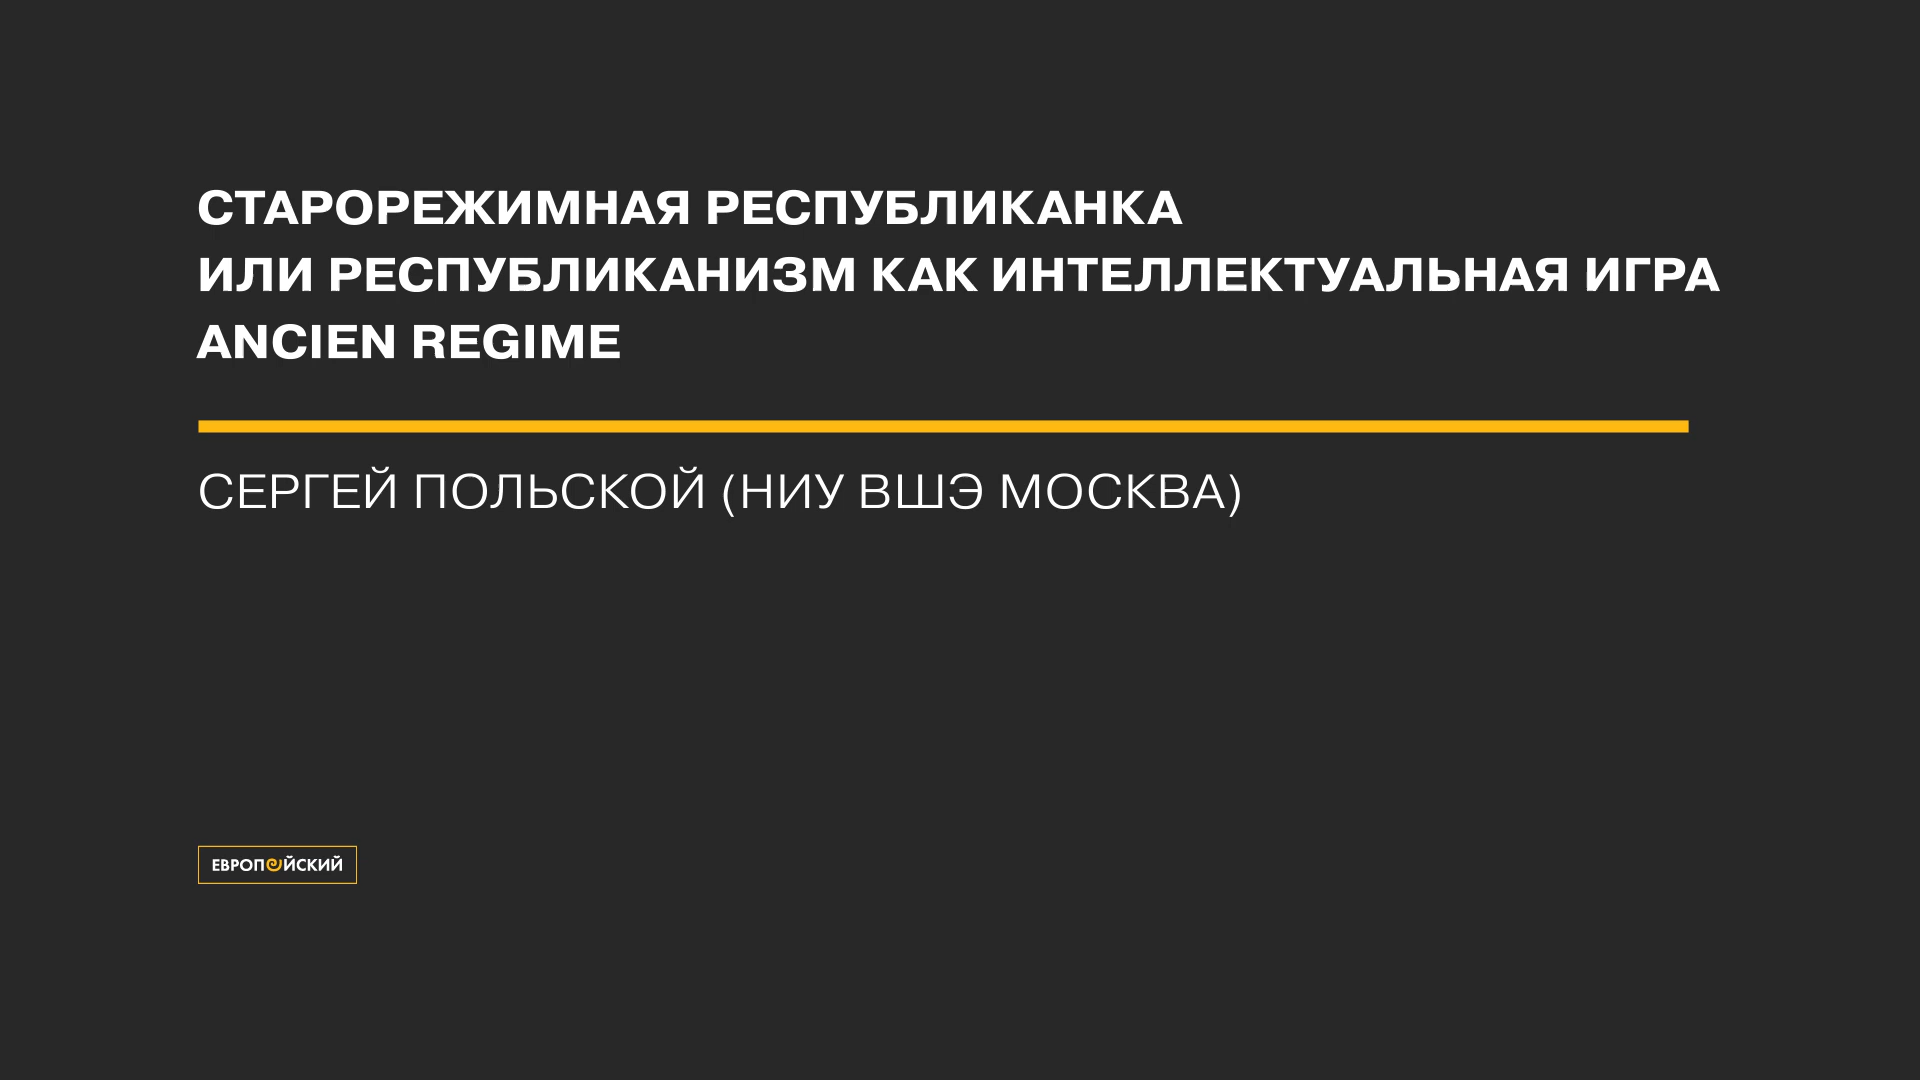 СТАРОРЕЖИМНАЯ РЕСПУБЛИКАНКА
ИЛИ РЕСПУБЛИКАНИЗМ КАК ИНТЕЛЛЕКТУАЛЬНАЯ ИГРА
ANCIEN REGIME
СЕРГЕЙ ПОЛЬСКОЙ (НИУ ВШЭ МОСКВА)
ЕВРОПЕЙСКИЙ